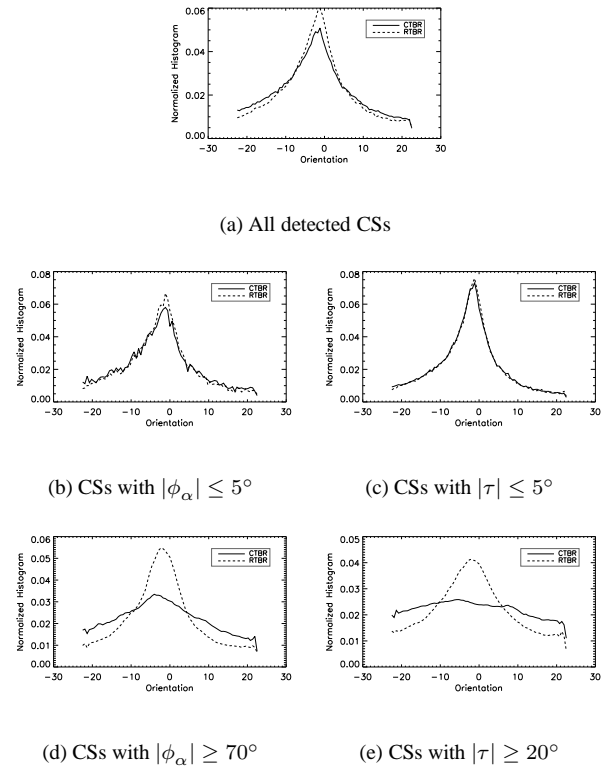 0.06
0.04
0.02
0.00
Normalized Histogram
CTBR
RTBR
−30 −20 −10 0 10 20 30
Orientation
(a) All detected CSs
0.08
0.06
0.04
0.02
0.00
Normalized Histogram
CTBR
RTBR
−30 −20 −10 0 10 20 30
Orientation
(b) CSs with |ϕα| ≤ 5°
0.08
0.06
0.04
0.02
0.00
Normalized Histogram
CTBR
RTBR
−30 −20 −10 0 10 20 30
Orientation
(c) CSs with |τ| ≤ 5°
0.06
0.05
0.04
0.03
0.02
0.01
0.00
Normalized Histogram
CTBR
RTBR
−30 −20 −10 0 10 20 30
Orientation
(d) CSs with |ϕα| ≥ 70°
0.05
0.04
0.03
0.02
0.01
0.00
Normalized Histogram
CTBR
RTBR
−30 −20 −10 0 10 20 30
Orientation
(e) CSs with |τ| ≥ 20°